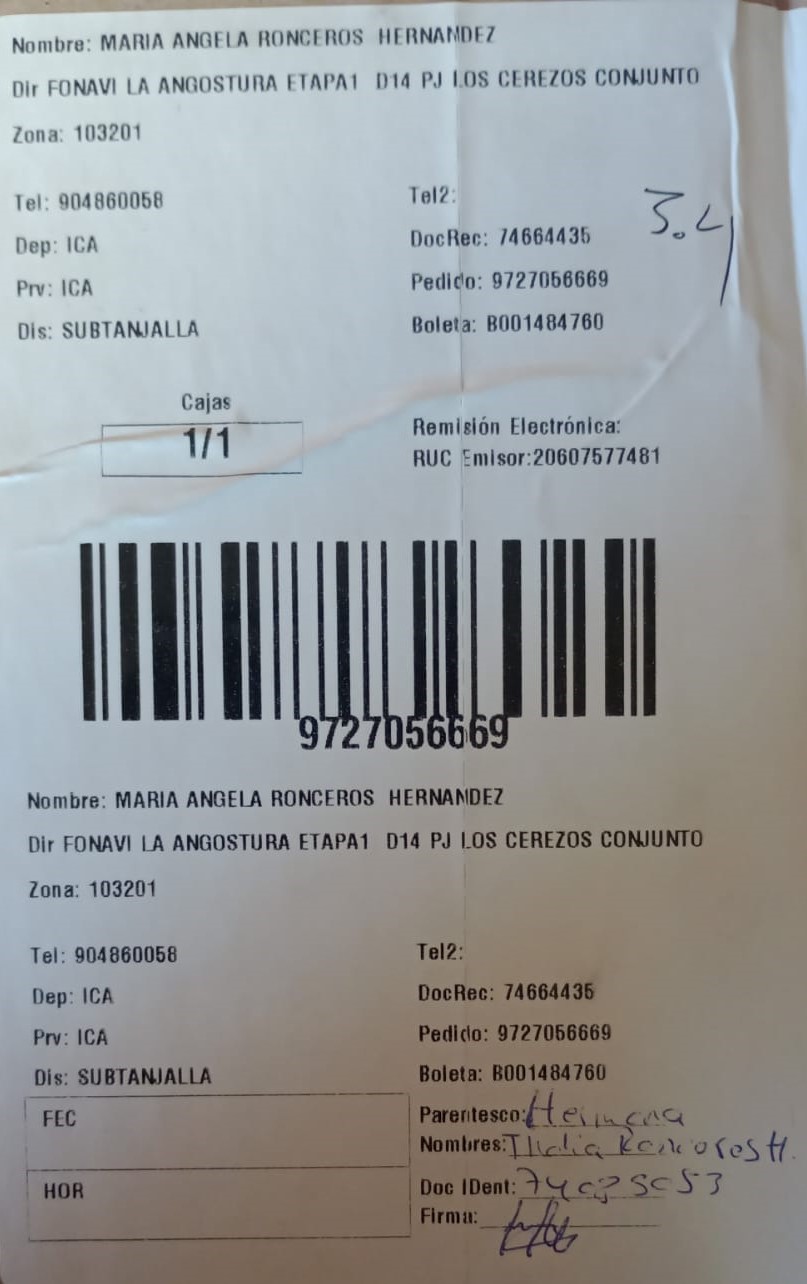 Nombre: MARIA ANGELA RONCEROS HERNANDEZ
Dir FONAVI LA ANGOSTURA ETAPA1 D14 PJ LOS CEREZOS CONJUNTO
Zona: 103201
Tel: 904860058 Tel2:
3.4
Dep: ICA DocRec: 74664435
Prv: ICA Pedido: 9727056669
Dis: SUBTANJALLA Boleta: B001484760
Cajas
1/1
Remisión Electrónica:
RUC Emisor:20607577481
9727056669
Nombre: MARIA ANGELA RONCEROS HERNANDEZ
Dir FONAVI LA ANGOSTURA ETAPA1 D14 PJ LOS CEREZOS CONJUNTO
Zona: 103201
Tel: 904860058 Tel2:
Dep: ICA DocRec: 74664435
Prv: ICA Pedido: 9727056669
Dis: SUBTANJALLA Boleta: B001484760
FEC
Parentesco: Hermana
Nombres: H.
HOR
Doc IDent:
Firma: